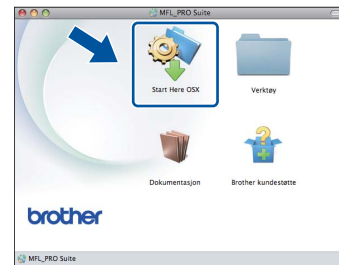 MFL_PRO Suite
Start Here OSX
Verktøy
Dokumentasjon
Brother kundestøtte
brother
MFL_PRO Suite